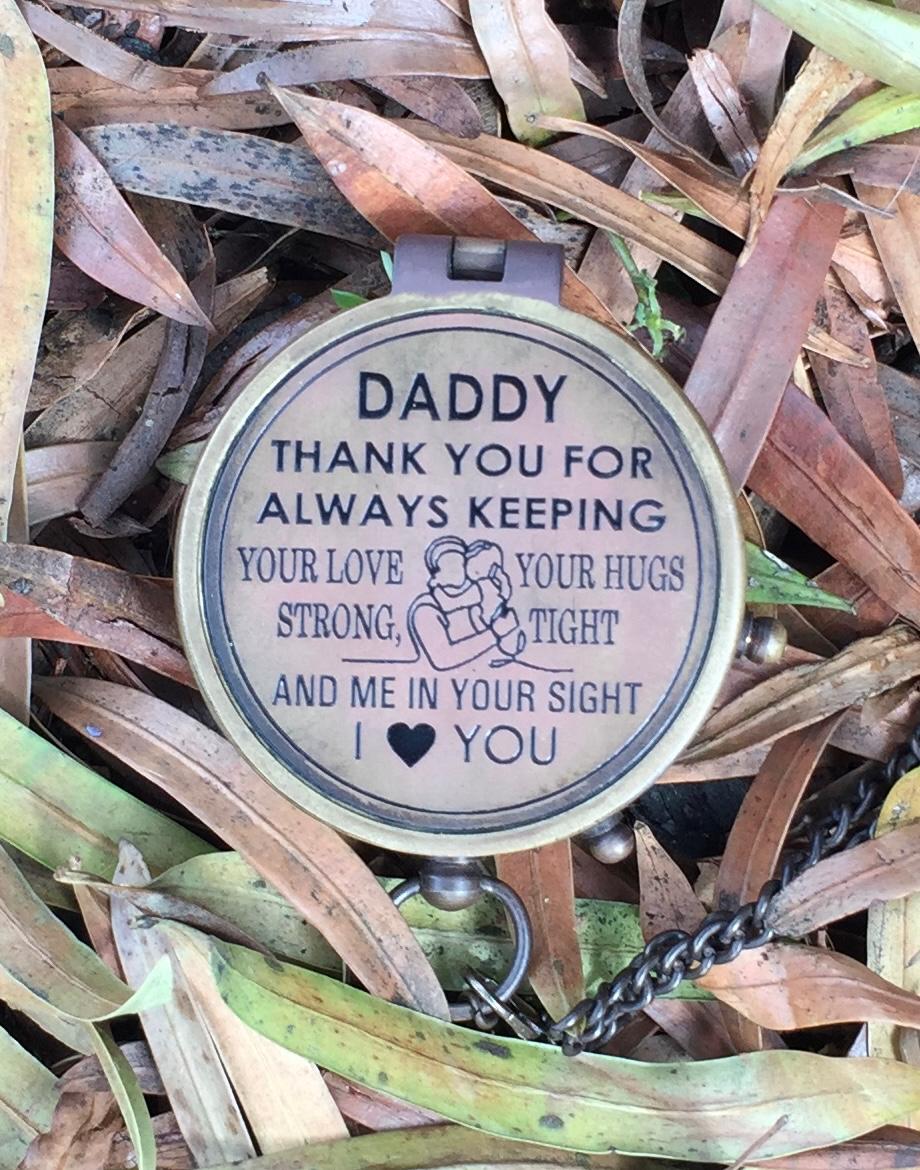 DADDY
THANK YOU FOR
ALWAYS KEEPING
YOUR LOVE YOUR HUGS
STRONG, TIGHT
AND ME IN YOUR SIGHT
I ♥ YOU